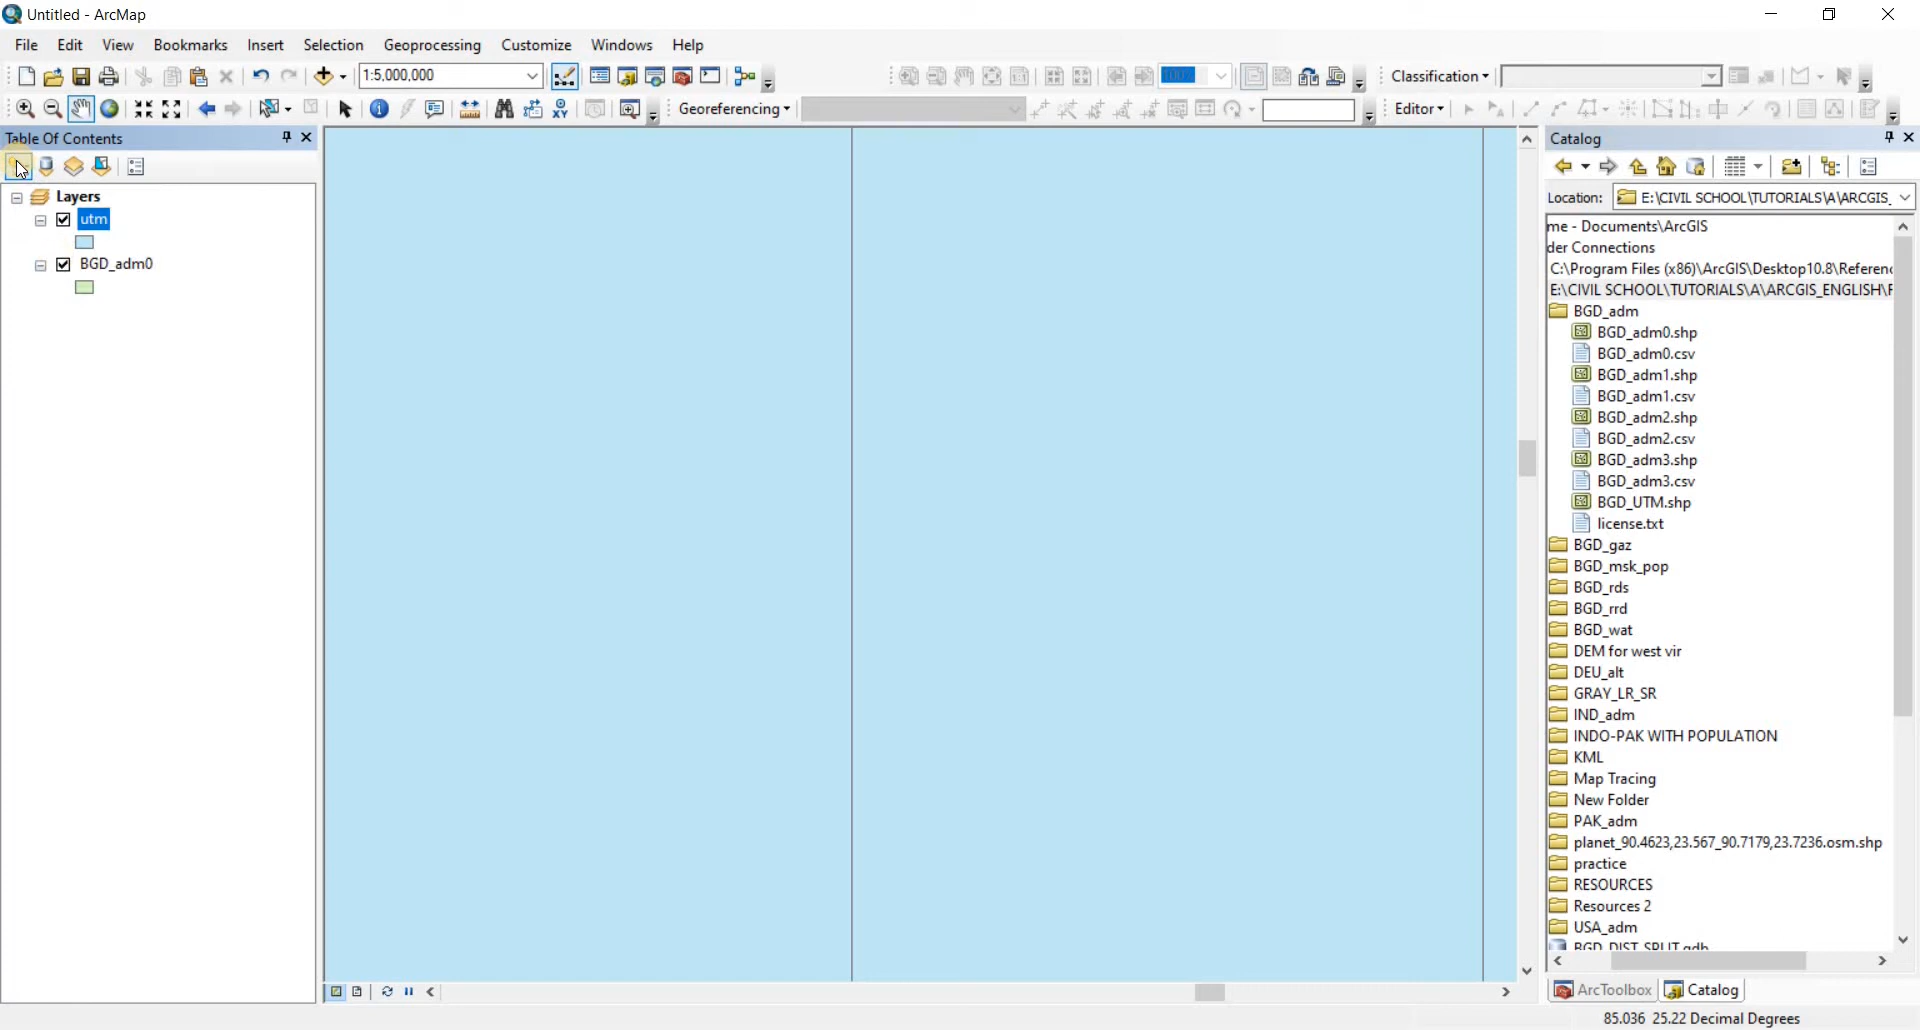 Untitled - ArcMap
File Edit View Bookmarks Insert Selection Geoprocessing Customize Windows Help
1:5,000,000 100% Classification
Georeferencing Editor
Table Of Contents
Layers
utm
BGD_adm0
Catalog
Location: E:\CIVIL SCHOOL\TUTORIALS\A\ARCGIS_
me - Documents\ArcGIS
der Connections
C:\Program Files (x86)\ArcGIS\Desktop10.8\Referen
E:\CIVIL SCHOOL\TUTORIALS\A\ARCGIS_ENGLISH\F
BGD_adm
BGD_adm0.shp
BGD_adm0.csv
BGD_adm1.shp
BGD_adm1.csv
BGD_adm2.shp
BGD_adm2.csv
BGD_adm3.shp
BGD_adm3.csv
BGD_UTM.shp
license.txt
BGD_gaz
BGD_msk_pop
BGD_rds
BGD_rrd
BGD_wat
DEM for west vir
DEU_alt
GRAY_LR_SR
IND_adm
INDO-PAK WITH POPULATION
KML
Map Tracing
New Folder
PAK_adm
planet_90.4623,23.567_90.7179,23.7236.osm.shp
practice
RESOURCES
Resources 2
USA_adm
BGD_DIST_SPLIT.gdb
ArcToolbox Catalog
85.036 25.22 Decimal Degrees